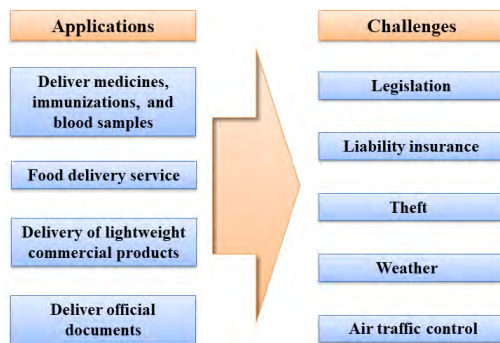 Applications
Deliver medicines,
immunizations, and
blood samples
Food delivery service
Delivery of lightweight
commercial products
Deliver official
documents
Challenges
Legislation
Liability insurance
Theft
Weather
Air traffic control